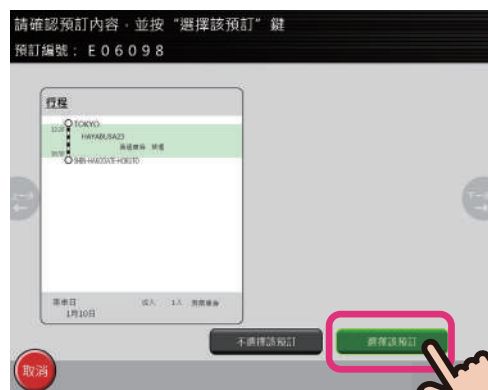 請確認預訂內容，並按“選擇該預訂”鍵
預訂編號：E06098
行程
TOKYO
HAYABUSA23
SHIN-HAKODATE-HOKUTO
乘車日 成人 1人
1月10日
不選擇該預訂
選擇該預訂
取消